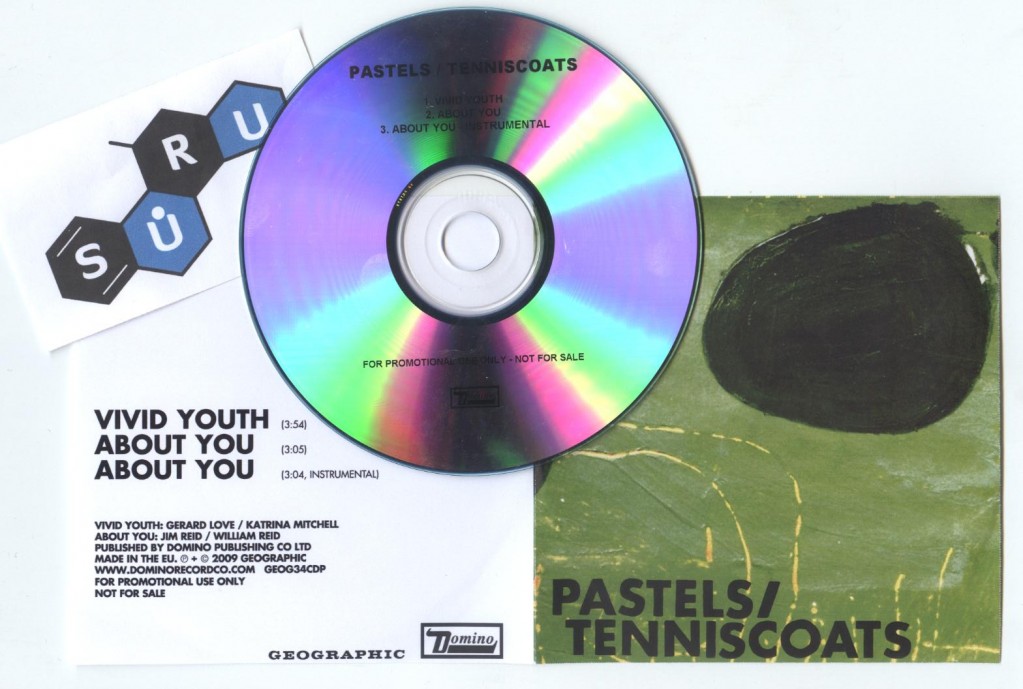 SU̇RU
PASTELS / TENNISCOATS
1. VIVID YOUTH
2. ABOUT YOU
3. ABOUT YOU INSTRUMENTAL
FOR PROMOTIONAL USE ONLY - NOT FOR SALE
Domino
VIVID YOUTH (3:54)
ABOUT YOU (3:05)
ABOUT YOU (3:04, INSTRUMENTAL)
VIVID YOUTH: GERARD LOVE / KATRINA MITCHELL
ABOUT YOU: JIM REID / WILLIAM REID
PUBLISHED BY DOMINO PUBLISHING CO LTD
MADE IN THE EU. ℗ + © 2009 GEOGRAPHIC
WWW.DOMINORECORDCO.COM GEOG34CDP
FOR PROMOTIONAL USE ONLY
NOT FOR SALE
GEOGRAPHIC Domino
PASTELS/
TENNISCOATS